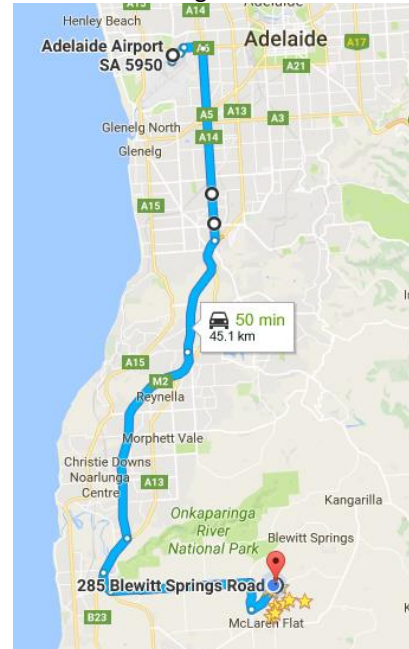 Henley Beach
A14
Adelaide
A17
Adelaide Airport
SA 5950
A6
A21
Glenelg North
A5
A13
A3
Glenelg
A14
A15
50 min
45.1 km
A15
M2
Reynella
Morphett Vale
Christie Downs
Noarlunga
Centre
A13
Kangarilla
Onkaparinga
River
National Park
Blewitt Springs
285 Blewitt Springs Road
B23
McLaren Flat